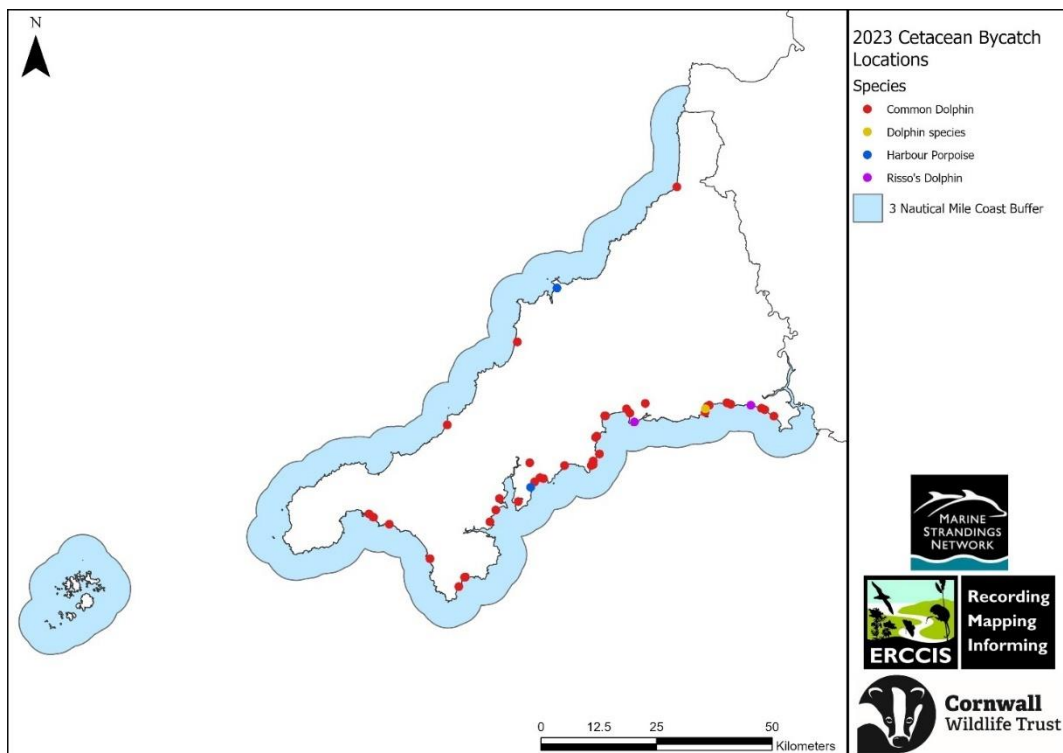 N
2023 Cetacean Bycatch
Locations
Species
Common Dolphin
Dolphin species
Harbour Porpoise
Risso's Dolphin
3 Nautical Mile Coast Buffer
MARINE
STRANDINGS
NETWORK
ERCCIS
Recording
Mapping
Informing
Cornwall
Wildlife Trust
0 12.5 25 50
Kilometers